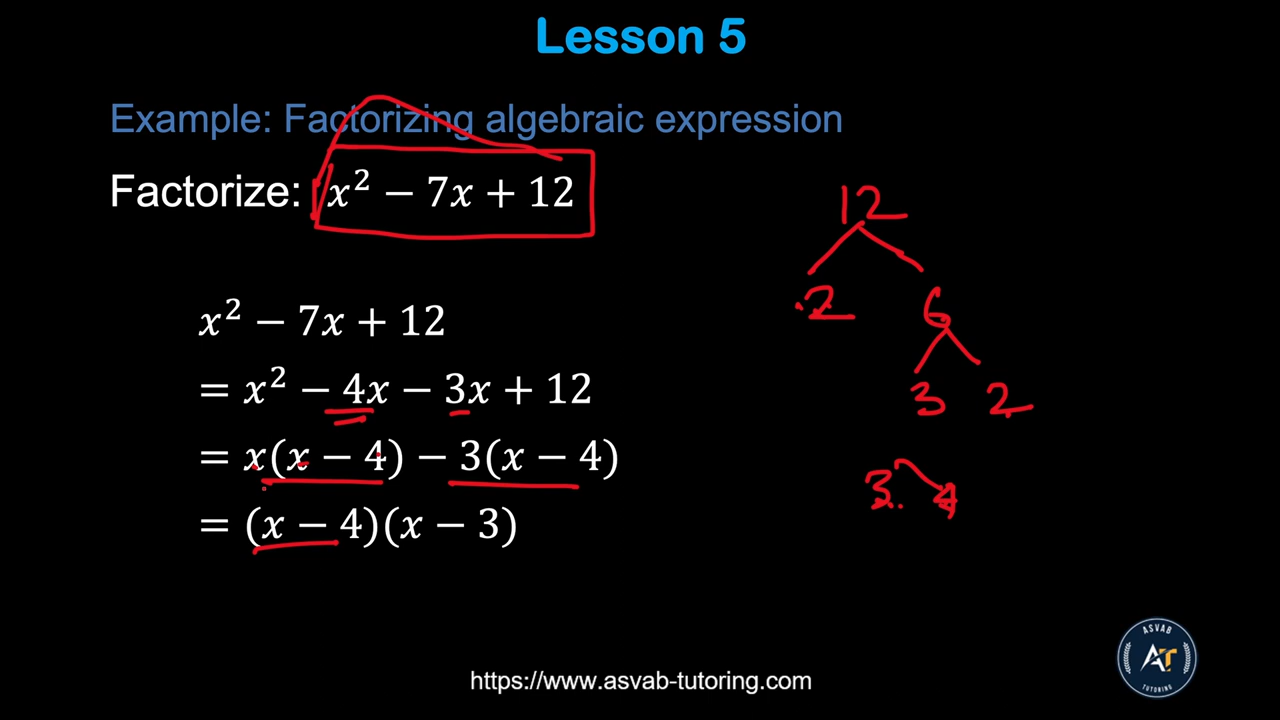 Lesson 5
Example: Factorizing algebraic expression
Factorize: x² − 7x + 12
12
2 6
3 2
x² − 7x + 12
= x² − 4x − 3x + 12
= x(x − 4) − 3(x − 4)
= (x − 4)(x − 3)
3 4
ASVAB
AT
TUTORING
https://www.asvab-tutoring.com